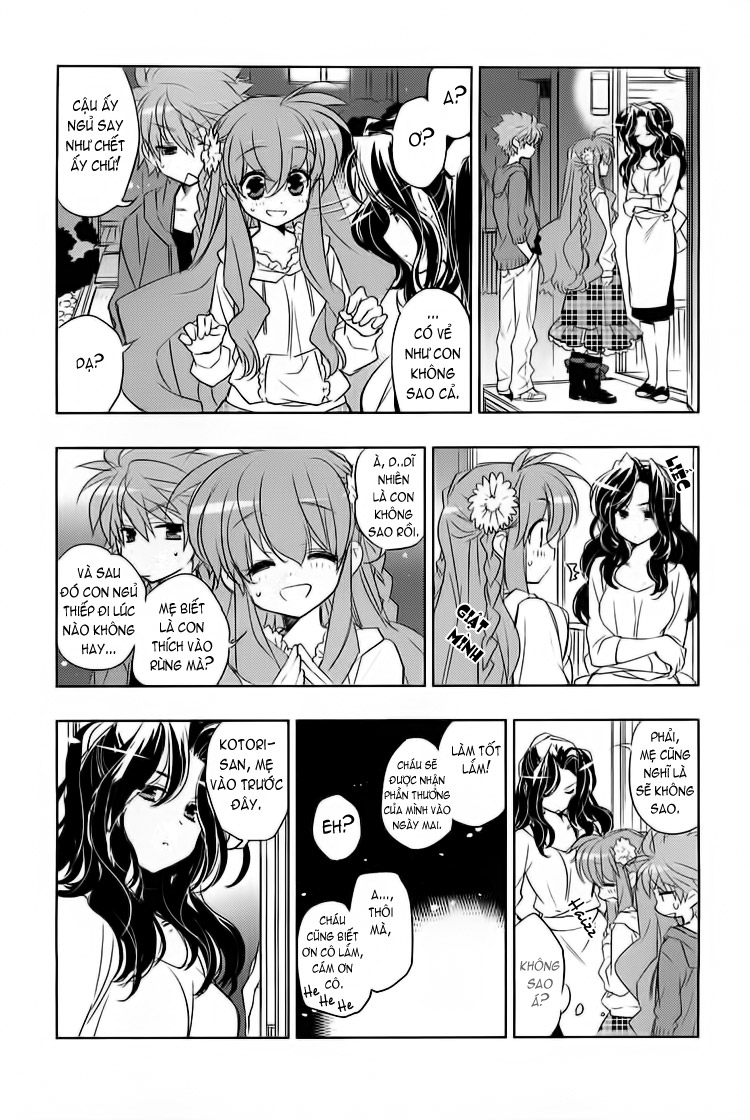 A?
Ơ?
CẬU ẤY
NGỦ SAY
NHƯ CHẾT
ẤY CHỨ!
...
CÓ VẺ
NHƯ CON
KHÔNG
SAO CẢ.
DẠ?
LIẾC
GIẬT
MÌNH
À, D..DĨ
NHIÊN
LÀ CON
KHÔNG
SAO RỒI.
MẸ BIẾT
LÀ CON
THÍCH VÀO
RỪNG MÀ?
VÀ SAU
ĐÓ CON NGỦ
THIẾP ĐI LÚC
NÀO KHÔNG
HAY...
PHẢI,
MẸ CŨNG
NGHĨ LÀ
SẼ KHÔNG
SAO.
Haizz
KHÔNG
SAO
Á?
LÀM TỐT
LẮM!
CHÁU SẼ
ĐƯỢC NHẬN
PHẦN THƯỞNG
CỦA MÌNH VÀO
NGÀY MAI.
EH?
A...,
THÔI
MÀ,
CHÁU
CŨNG BIẾT
ƠN CÔ LẮM,
CÁM ƠN
CÔ.
He
He
He
KOTORI-
SAN, MẸ
VÀO TRƯỚC
ĐÂY.